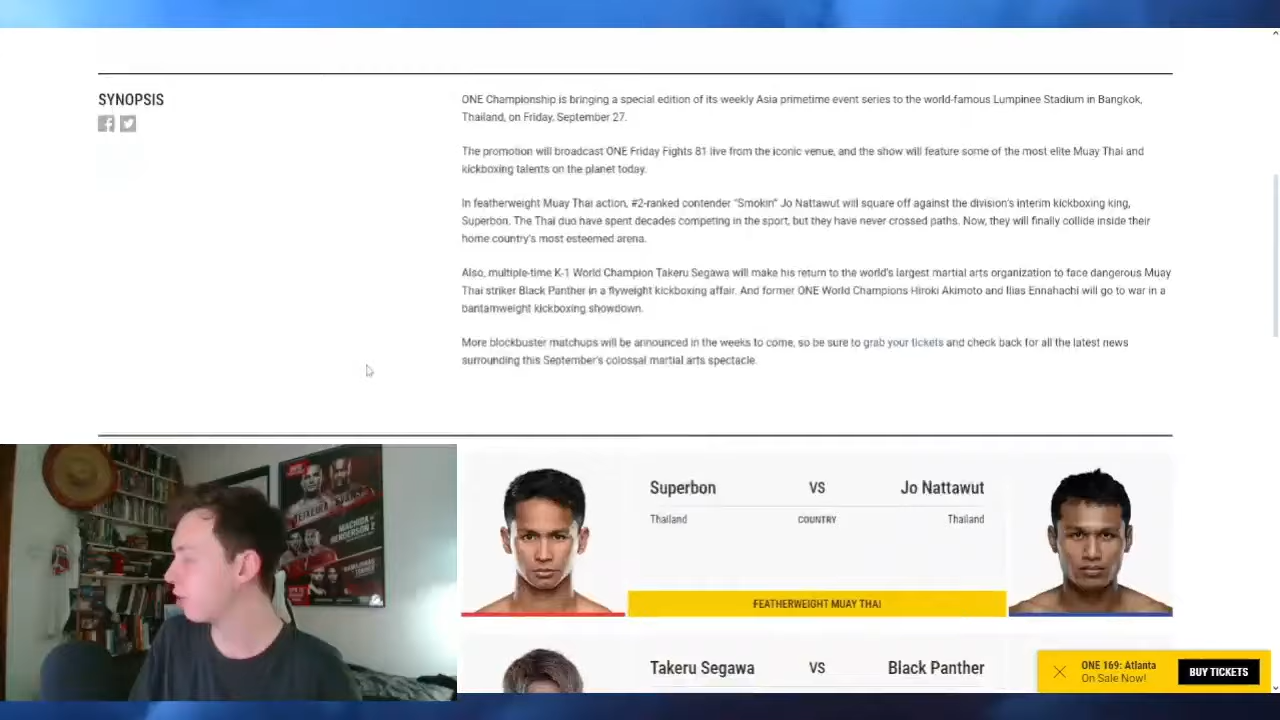 SYNOPSIS
ONE Championship is bringing a special edition of its weekly Asia primetime event series to the world-famous Lumpinee Stadium in Bangkok,
Thailand, on Friday, September 27.
The promotion will broadcast ONE Friday Fights 81 live from the iconic venue, and the show will feature some of the most elite Muay Thai and
kickboxing talents on the planet today.
In featherweight Muay Thai action, #2-ranked contender “Smokin” Jo Nattawut will square off against the division's interim kickboxing king,
Superbon. The Thai duo have spent decades competing in the sport, but they have never crossed paths. Now, they will finally collide inside their
home country's most esteemed arena.
Also, multiple-time K-1 World Champion Takeru Segawa will make his return to the world's largest martial arts organization to face dangerous Muay
Thai striker Black Panther in a flyweight kickboxing affair. And former ONE World Champions Hiroki Akimoto and Ilias Ennahachi will go to war in a
bantamweight kickboxing showdown.
More blockbuster matchups will be announced in the weeks to come, so be sure to grab your tickets and check back for all the latest news
surrounding this September's colossal martial arts spectacle.
MACHIDA
HENDERSON 2
Superbon VS Jo Nattawut
Thailand COUNTRY Thailand
FEATHERWEIGHT MUAY THAI
Takeru Segawa VS Black Panther
ONE 169: Atlanta
On Sale Now!
BUY TICKETS